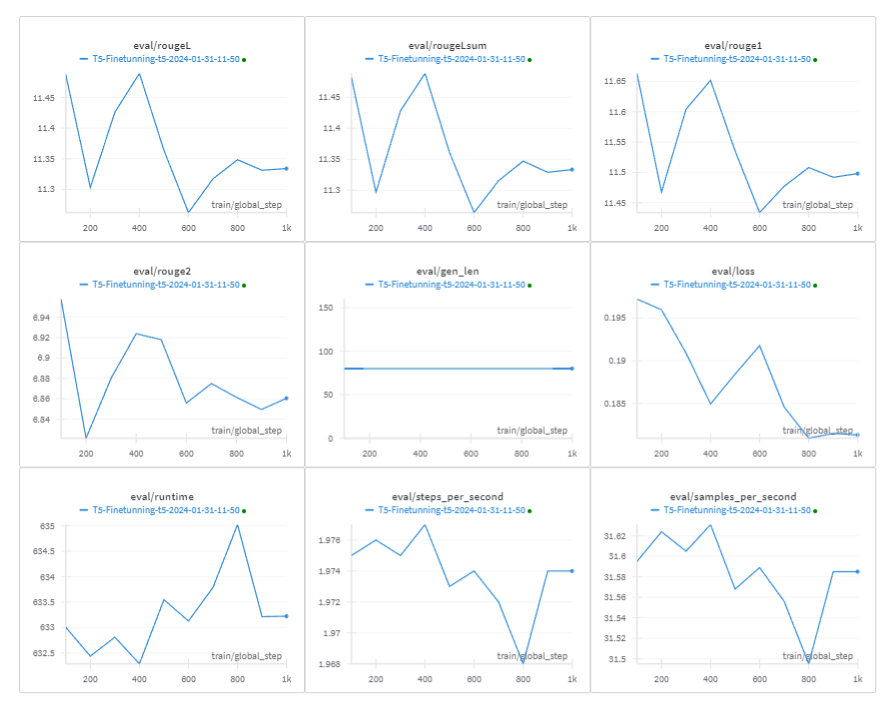 eval/rougeL
T5-Finetunning-t5-2024-01-31-11-50
11.45
11.4
11.35
11.3
train/global_step
200
400
600
800
1k
eval/rougeLsum
T5-Finetunning-t5-2024-01-31-11-50
11.45
11.4
11.35
11.3
train/global_step
200
400
600
800
1k
eval/rouge1
T5-Finetunning-t5-2024-01-31-11-50
11.65
11.6
11.55
11.5
11.45
train/global_step
200
400
600
800
1k
eval/rouge2
T5-Finetunning-t5-2024-01-31-11-50
6.94
6.92
6.9
6.88
6.86
6.84
train/global_step
200
400
600
800
1k
eval/gen_len
T5-Finetunning-t5-2024-01-31-11-50
150
100
50
0
train/global_step
200
400
600
800
1k
eval/loss
T5-Finetunning-t5-2024-01-31-11-50
0.195
0.19
0.185
train/global_step
200
400
600
800
1k
eval/runtime
T5-Finetunning-t5-2024-01-31-11-50
635
634.5
634
633.5
633
632.5
train/global_step
200
400
600
800
1k
eval/steps_per_second
T5-Finetunning-t5-2024-01-31-11-50
1.976
1.974
1.972
1.97
1.968
train/global_step
200
400
600
800
1k
eval/samples_per_second
T5-Finetunning-t5-2024-01-31-11-50
31.62
31.6
31.58
31.56
31.54
31.52
31.5
train/global_step
200
400
600
800
1k